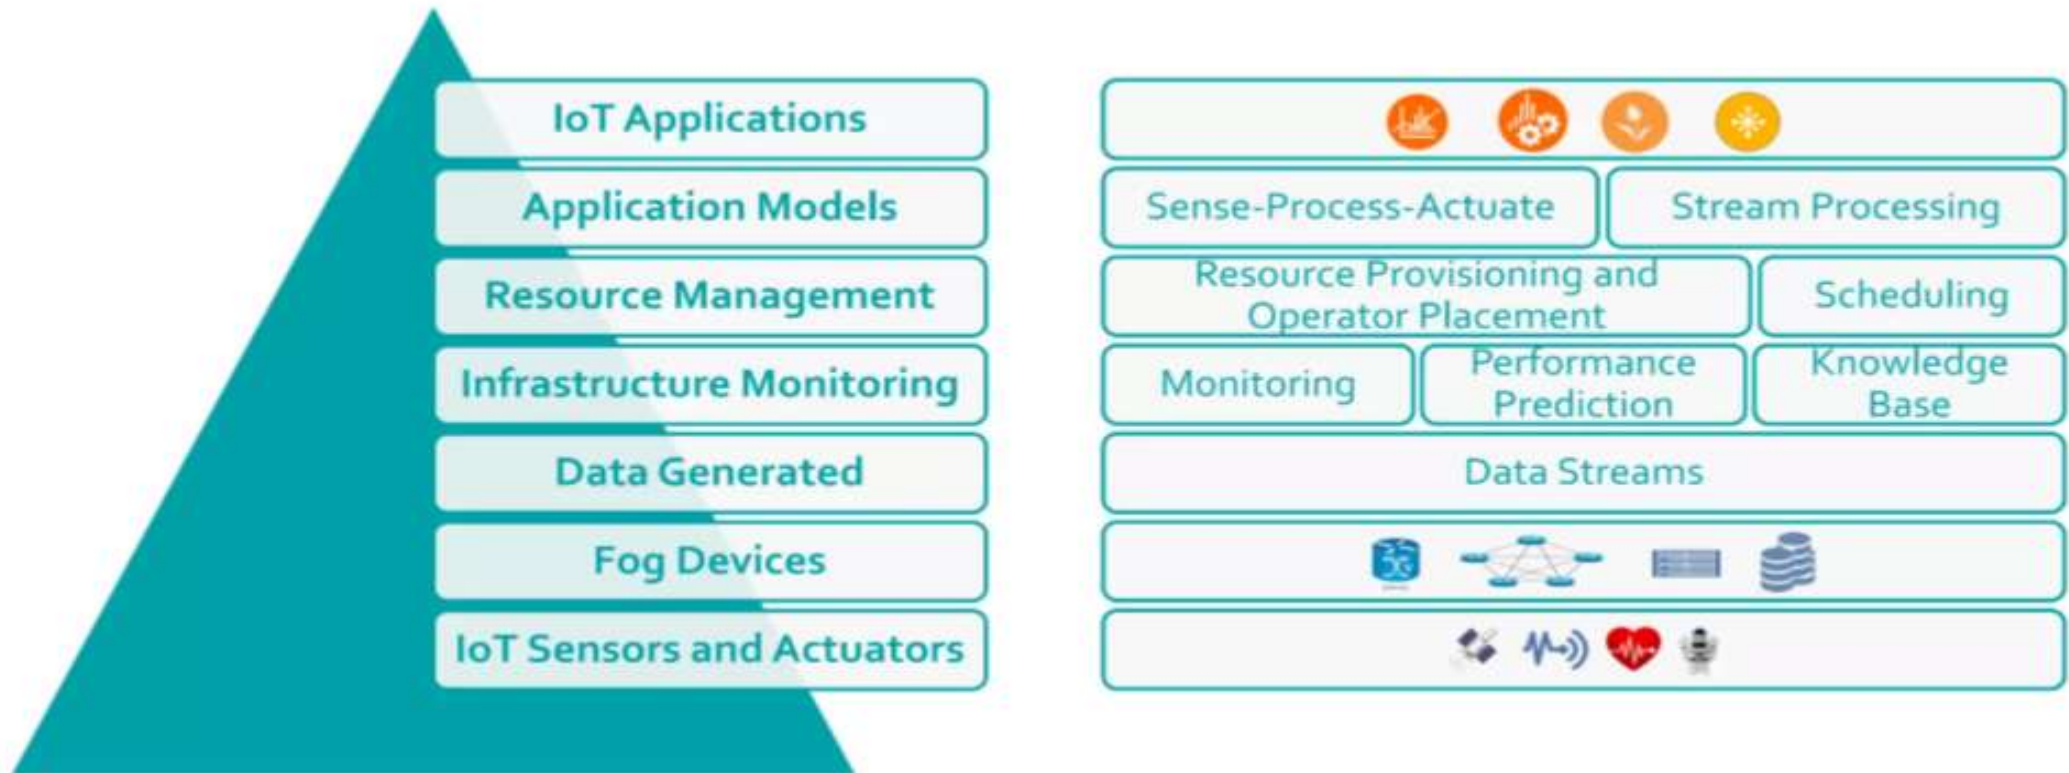 IoT Applications
Application Models
Sense-Process-Actuate
Stream Processing
Resource Management
Resource Provisioning and
Operator Placement
Scheduling
Infrastructure Monitoring
Monitoring
Performance
Prediction
Knowledge
Base
Data Generated
Data Streams
Fog Devices
IoT Sensors and Actuators